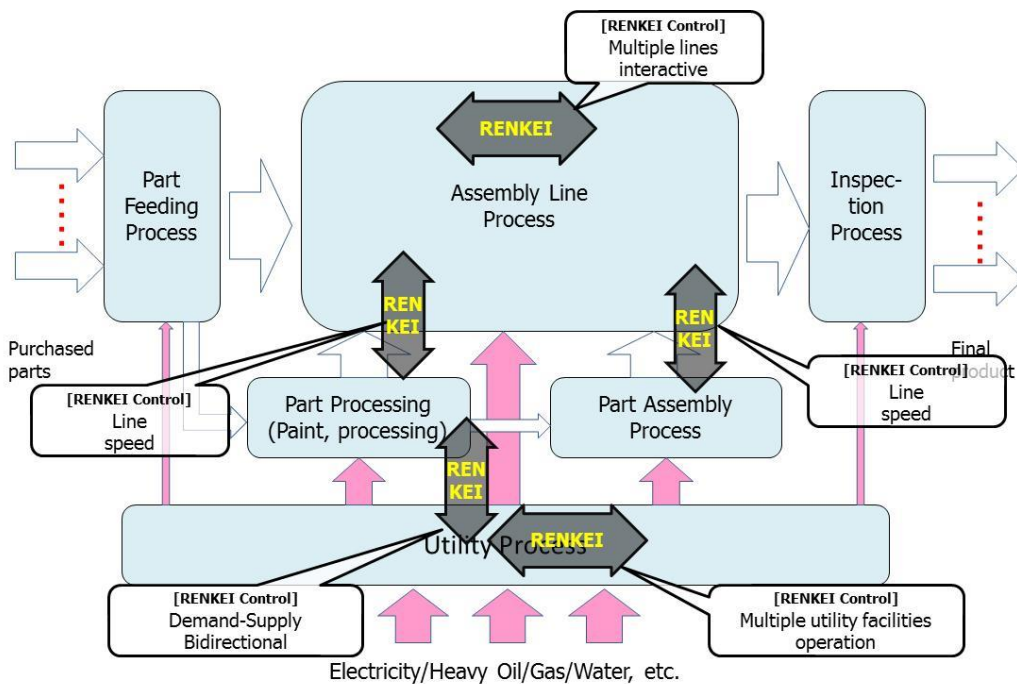 [RENKEI Control]
Multiple lines
interactive
RENKEI
Part
Feeding
Process
Assembly Line
Process
Inspec-
tion
Process
REN
KEI
REN
KEI
Purchased
parts
Final
product
[RENKEI Control]
Line
speed
[RENKEI Control]
Line
speed
Part Processing
(Paint, processing)
Part Assembly
Process
REN
KEI
Utility Process
RENKEI
[RENKEI Control]
Demand-Supply
Bidirectional
[RENKEI Control]
Multiple utility facilities
operation
Electricity/Heavy Oil/Gas/Water, etc.